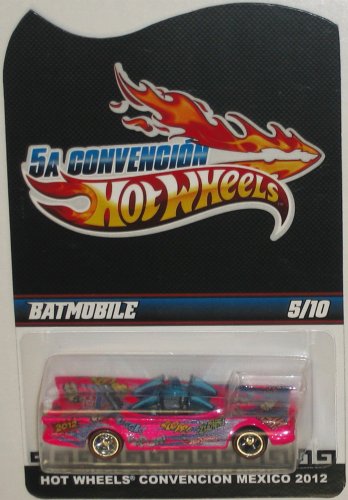 5A CONVENCIÓN
HOT WHEELS
BATMOBILE 5/10
2012
HOT WHEELS® CONVENCION MEXICO 2012